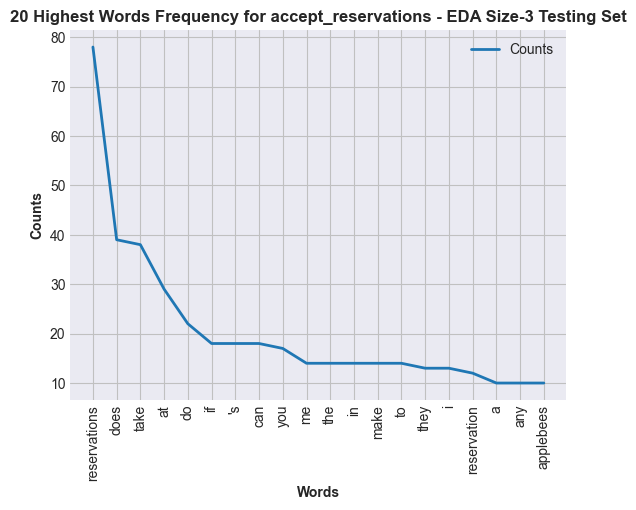 20 Highest Words Frequency for accept_reservations - EDA Size-3 Testing Set
Counts
80
70
60
50
40
30
20
10
Counts
reservations
does
take
at
do
if
's
can
you
me
the
in
make
to
they
i
reservation
a
any
applebees
Words